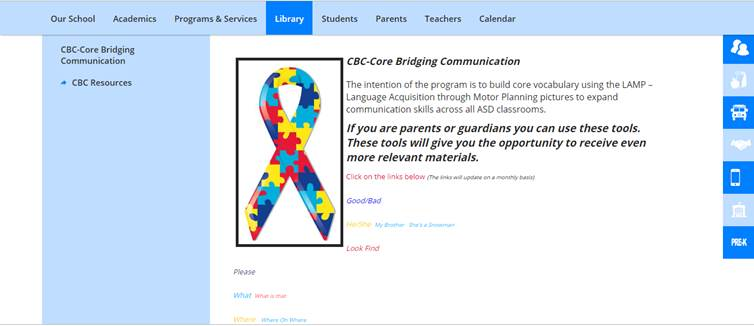 Our School Academics Programs & Services Library Students Parents Teachers Calendar
CBC-Core Bridging
Communication
CBC Resources
CBC-Core Bridging Communication
The intention of the program is to build core vocabulary using the LAMP –
Language Acquisition through Motor Planning pictures to expand
communication skills across all ASD classrooms.
If you are parents or guardians you can use these tools.
These tools will give you the opportunity to receive even
more relevant materials.
Click on the links below (The links will update on a monthly basis)
Good/Bad
He/She My Brother She's a Snowman
Look Find
Please
What What is mat
Where Where Oh Where
PRE-K